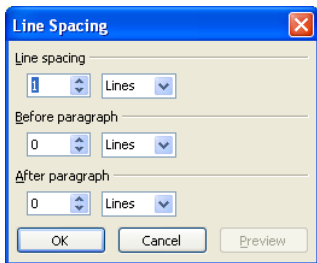 Line Spacing
Line spacing
1 Lines
Before paragraph
0 Lines
After paragraph
0 Lines
OK Cancel Preview